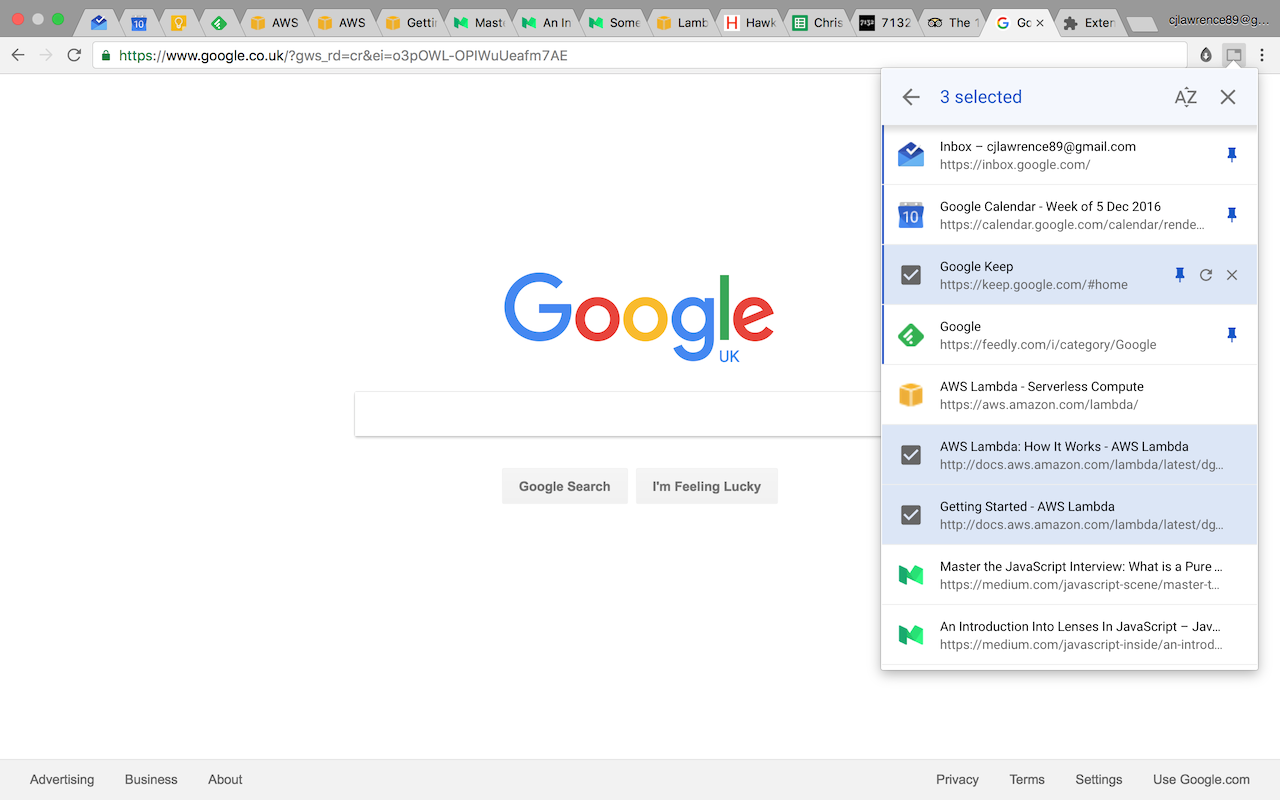 10
AWS
AWS
Getti
Maste
An In
Some
Lamb
H
Hawk
Chris
7132
7132
The 1
Go
Exten
cjlawrence89@g...
https://www.google.co.uk/?gws_rd=cr&ei=o3pOWL-OPIWuUeafm7AE
3 selected
AZ
Inbox – cjlawrence89@gmail.com
https://inbox.google.com/
10
Google Calendar - Week of 5 Dec 2016
https://calendar.google.com/calendar/rende...
Google Keep
https://keep.google.com/#home
Google
https://feedly.com/i/category/Google
AWS Lambda - Serverless Compute
https://aws.amazon.com/lambda/
AWS Lambda: How It Works - AWS Lambda
http://docs.aws.amazon.com/lambda/latest/dg...
Getting Started - AWS Lambda
http://docs.aws.amazon.com/lambda/latest/dg...
Master the JavaScript Interview: What is a Pure ...
https://medium.com/javascript-scene/master-t...
An Introduction Into Lenses In JavaScript – Jav...
https://medium.com/javascript-inside/an-introd...
Google
UK
Google Search
I'm Feeling Lucky
Advertising
Business
About
Privacy
Terms
Settings
Use Google.com